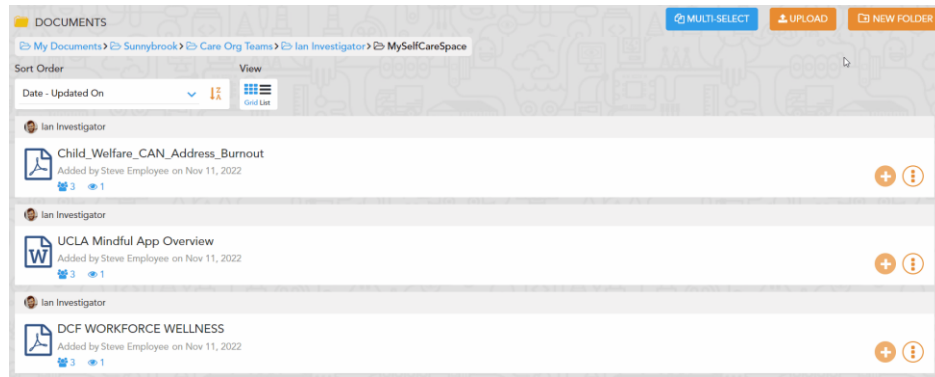 DOCUMENTS
MULTI-SELECT
UPLOAD
NEW FOLDER
My Documents > Sunnybrook > Care Org Teams > Ian Investigator > MySelfCareSpace
Sort Order
View
Date - Updated On
Grid List
Ian Investigator
Child_Welfare_CAN_Address_Burnout
Added by Steve Employee on Nov 11, 2022
3 1
Ian Investigator
UCLA Mindful App Overview
Added by Steve Employee on Nov 11, 2022
3 1
Ian Investigator
DCF WORKFORCE WELLNESS
Added by Steve Employee on Nov 11, 2022
3 1